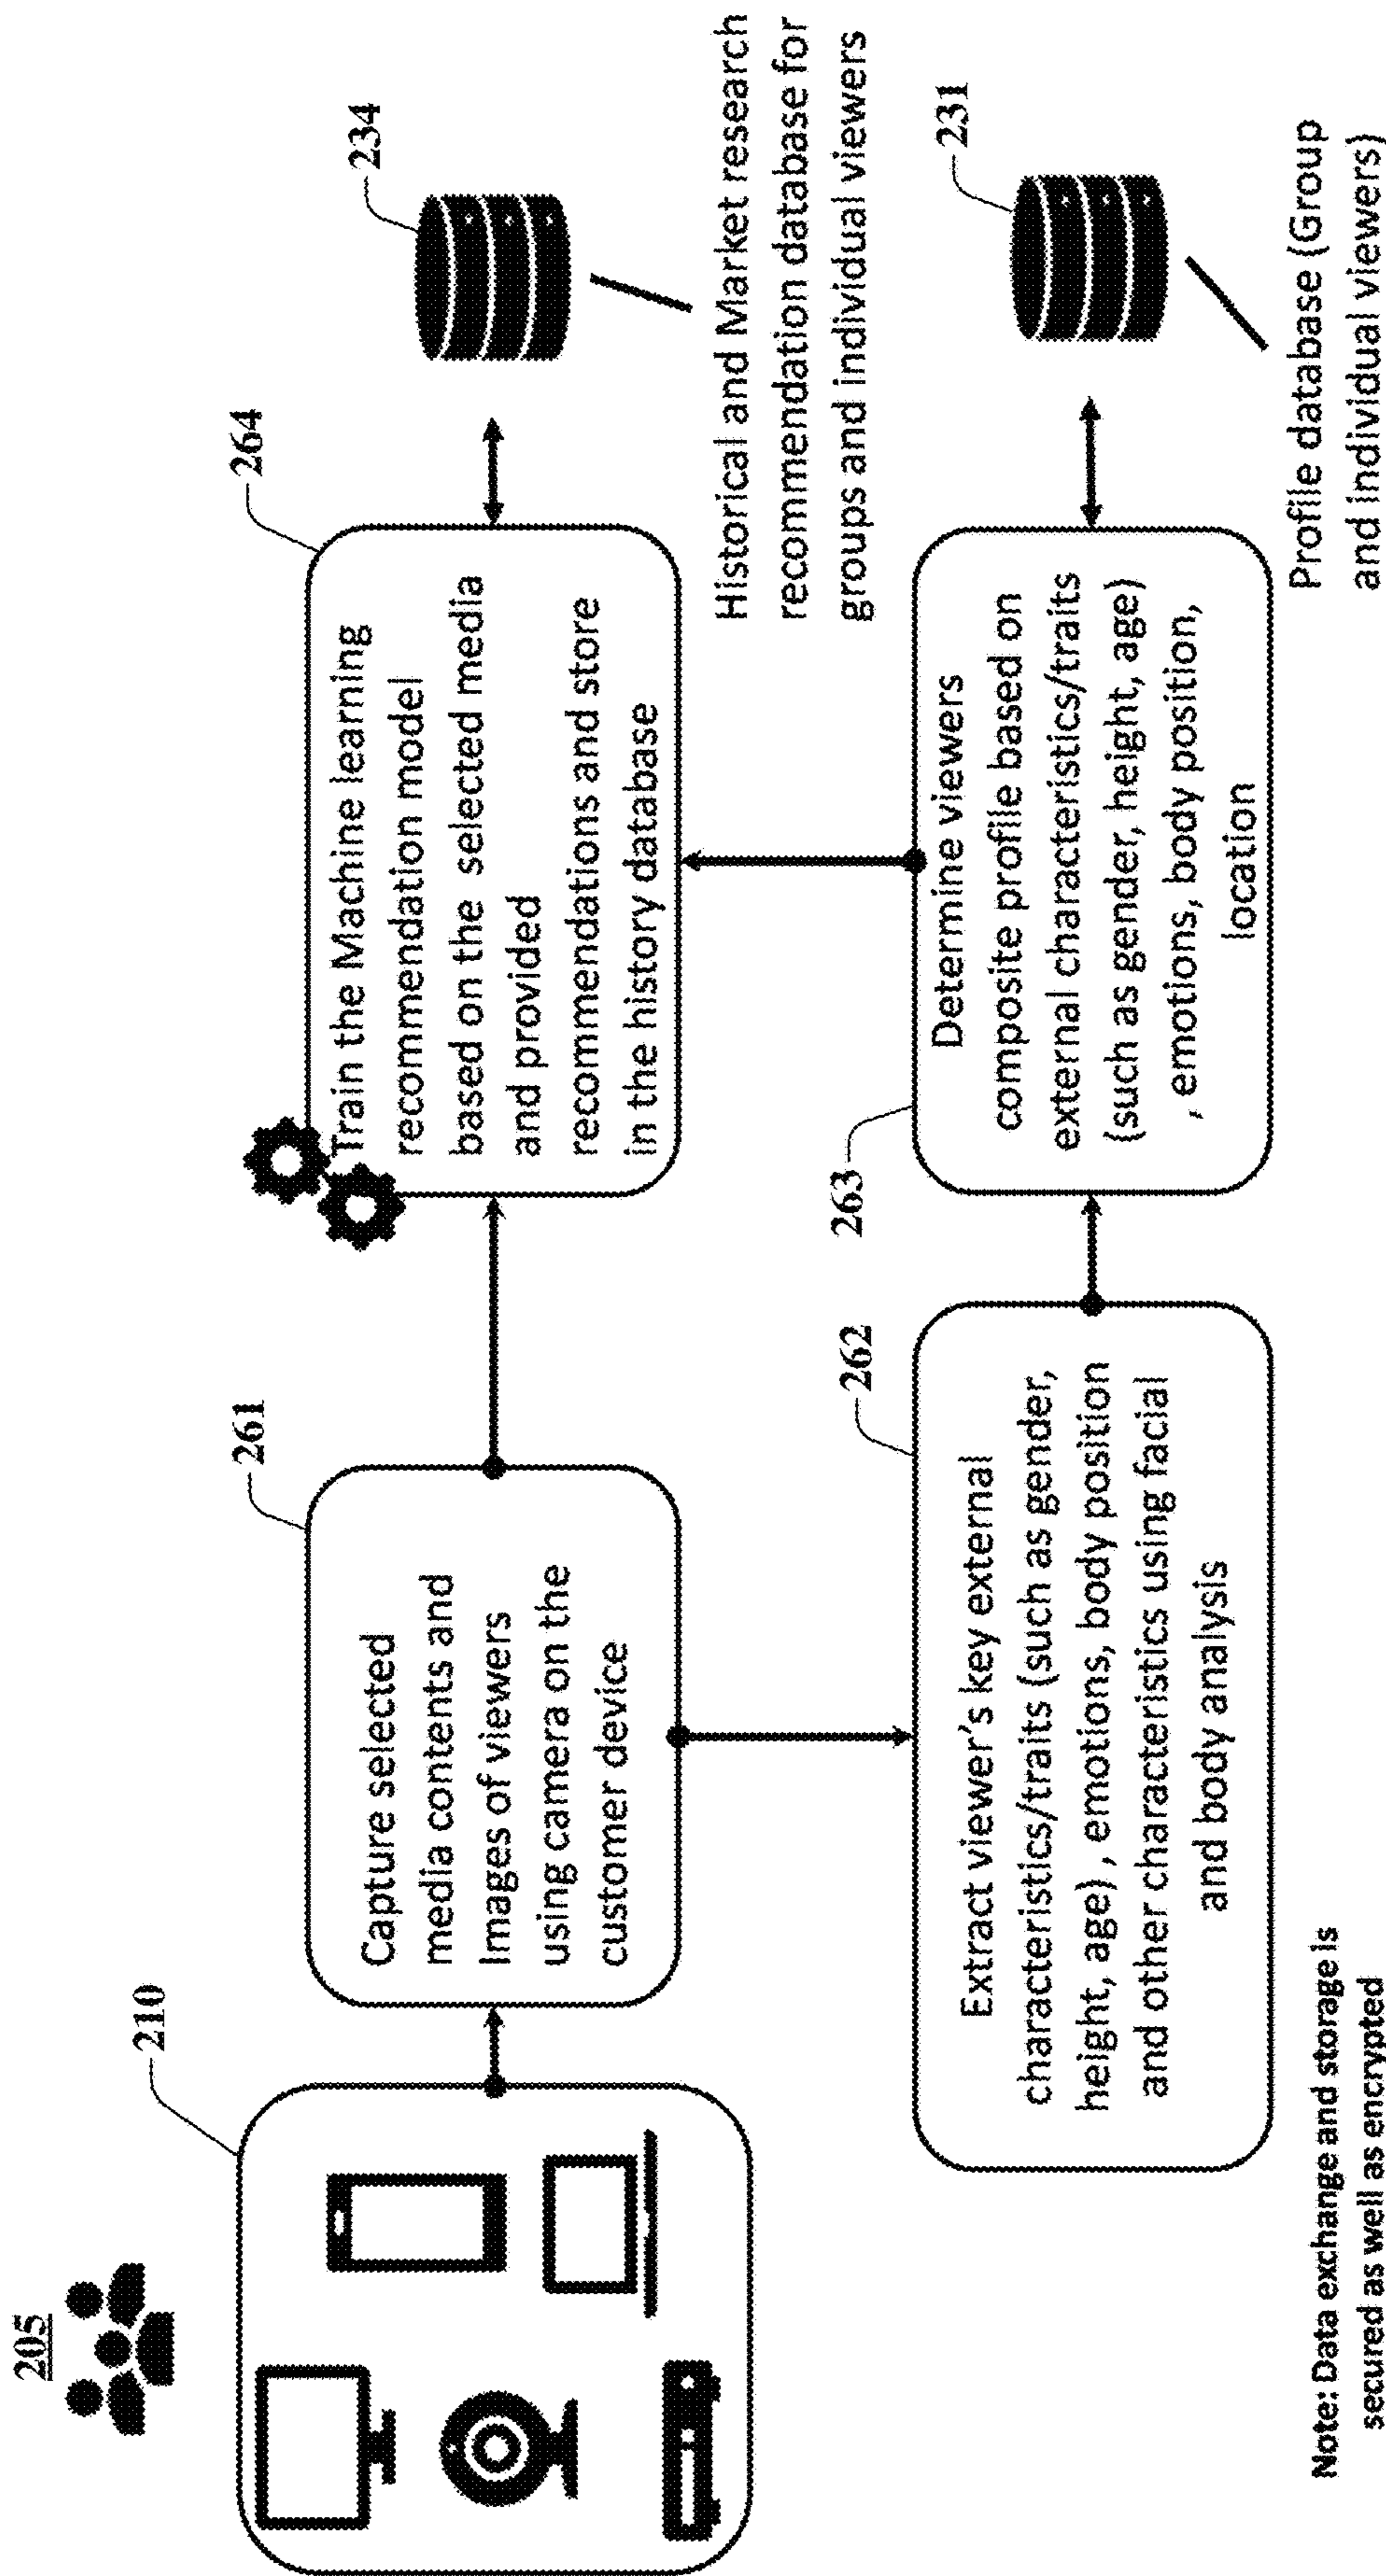 205
210
261
Capture selected
media contents and
Images of viewers
using camera on the
customer device
264
Train the Machine learning
recommendation model
based on the selected media
and provided
recommendations and store
in the history database
234
Historical and Market research
recommendation database for
groups and individual viewers
262
Extract viewer's key external
characteristics/traits (such as gender,
height, age) , emotions, body position
and other characteristics using facial
and body analysis
263
Determine viewers
composite profile based on
external characteristics/traits
(such as gender, height, age)
, emotions, body position,
location
231
Profile database (Group
and individual viewers)
Note: Data exchange and storage is
secured as well as encrypted